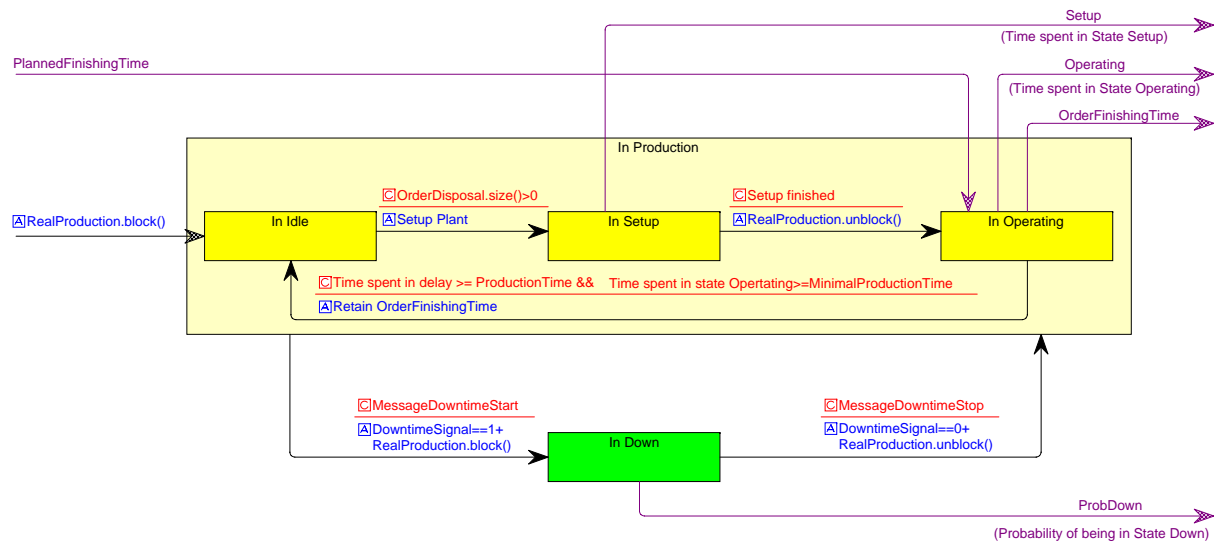 Setup
(Time spent in State Setup)
PlannedFinishingTime
Operating
(Time spent in State Operating)
OrderFinishingTime
In Production
C OrderDisposal.size()>0
C Setup finished
A RealProduction.block()
In Idle
A Setup Plant
In Setup
A RealProduction.unblock()
In Operating
C Time spent in delay >= ProductionTime && Time spent in state Opertating>=MinimalProductionTime
A Retain OrderFinishingTime
C MessageDowntimeStart
C MessageDowntimeStop
A DowntimeSignal==1+
RealProduction.block()
In Down
A DowntimeSignal==0+
RealProduction.unblock()
ProbDown
(Probability of being in State Down)